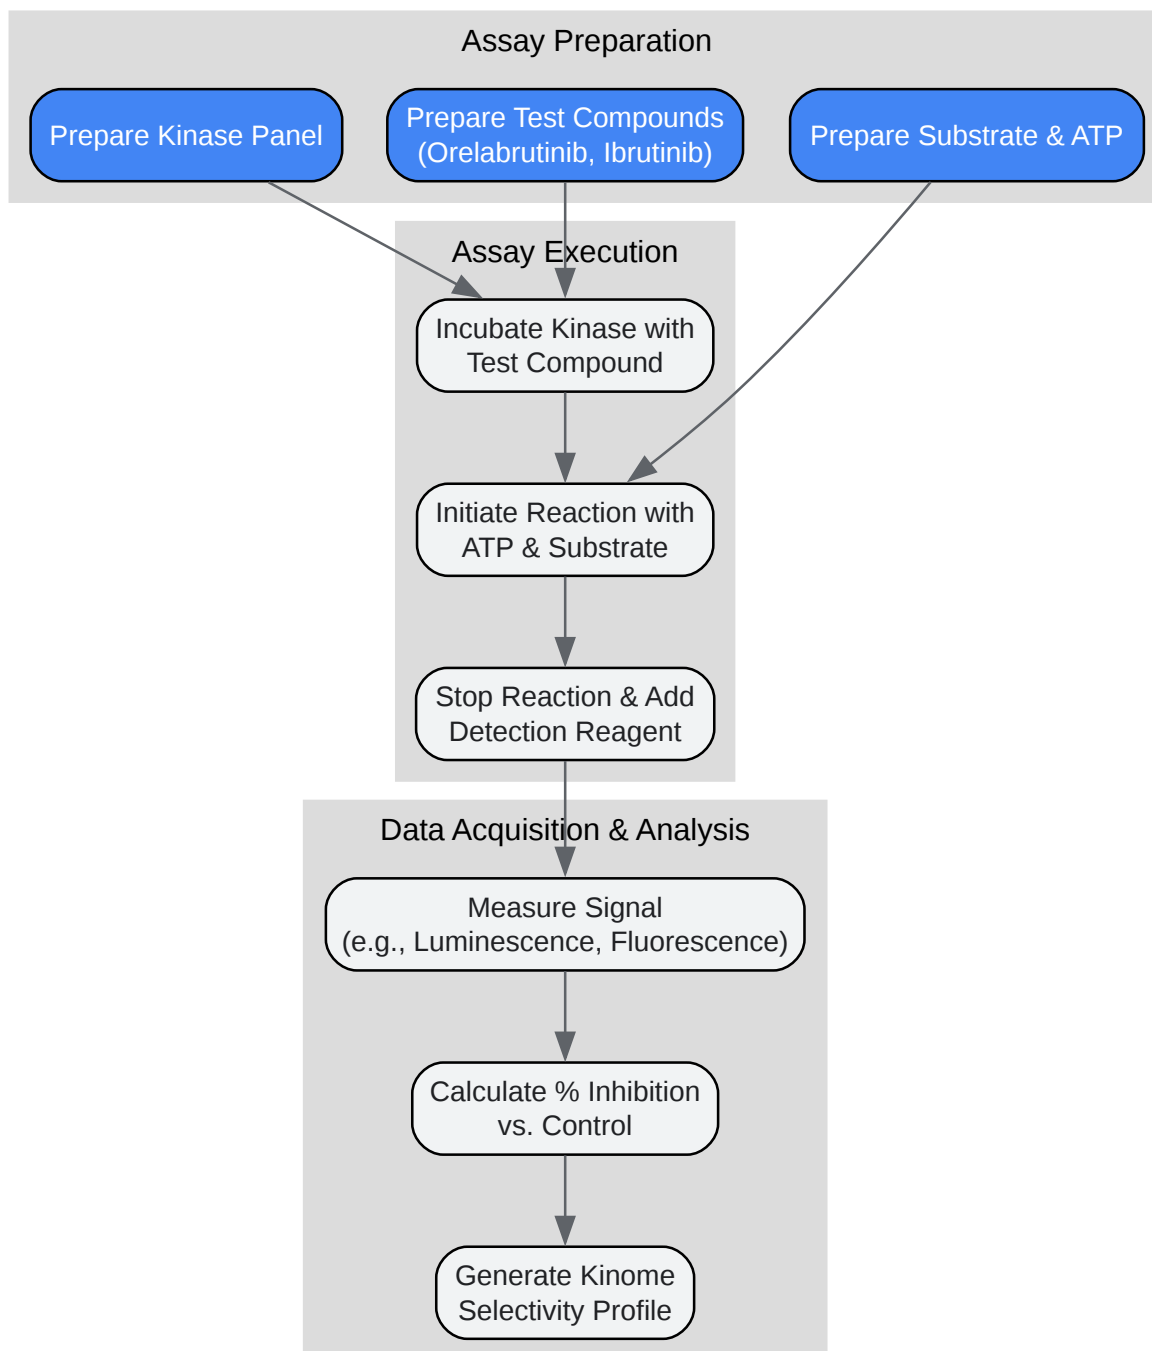 Assay Preparation
Prepare Kinase Panel
Prepare Test Compounds
(Orelabrutinib, Ibrutinib)
Prepare Substrate & ATP
Assay Execution
Incubate Kinase with
Test Compound
Initiate Reaction with
ATP & Substrate
Stop Reaction & Add
Detection Reagent
Data Acquisition & Analysis
Measure Signal
(e.g., Luminescence, Fluorescence)
Calculate % Inhibition
vs. Control
Generate Kinome
Selectivity Profile